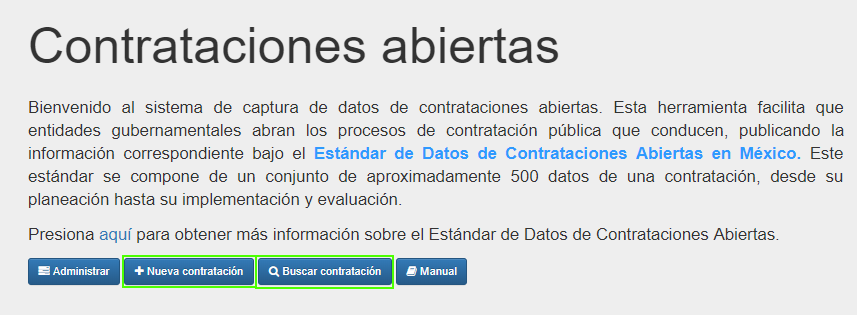 Contrataciones abiertas
Bienvenido al sistema de captura de datos de contrataciones abiertas. Esta herramienta facilita que
entidades gubernamentales abran los procesos de contratación pública que conducen, publicando la
información correspondiente bajo el Estándar de Datos de Contrataciones Abiertas en México. Este
estándar se compone de un conjunto de aproximadamente 500 datos de una contratación, desde su
planeación hasta su implementación y evaluación.
Presiona aquí para obtener más información sobre el Estándar de Datos de Contrataciones Abiertas.
Administrar Nueva contratación Buscar contratación Manual